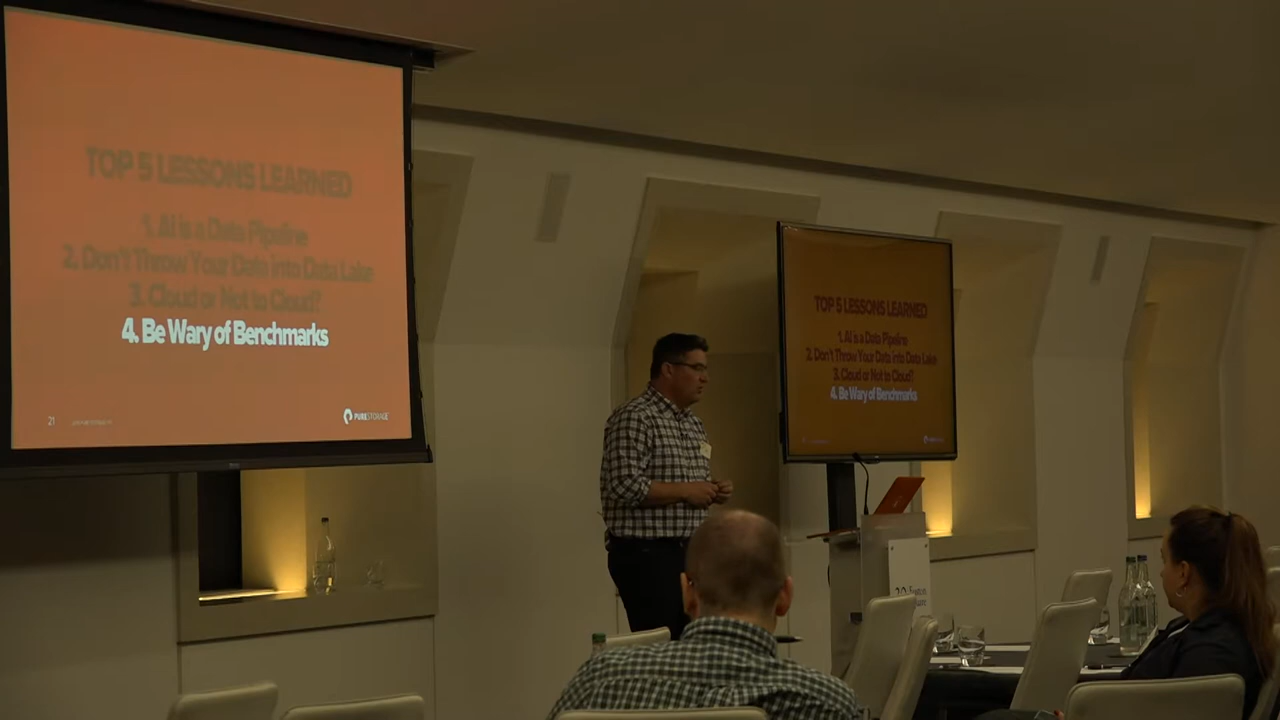 TOP 5 LESSONS LEARNED
1. AI is a Data Pipeline
2. Don't Throw Your Data into Data Lake
3. Cloud or Not to Cloud?
4. Be Wary of Benchmarks
21
PURESTORAGE
TOP 5 LESSONS LEARNED
1. AI is a Data Pipeline
2. Don't Throw Your Data into Data Lake
3. Cloud or Not to Cloud?
4. Be Wary of Benchmarks